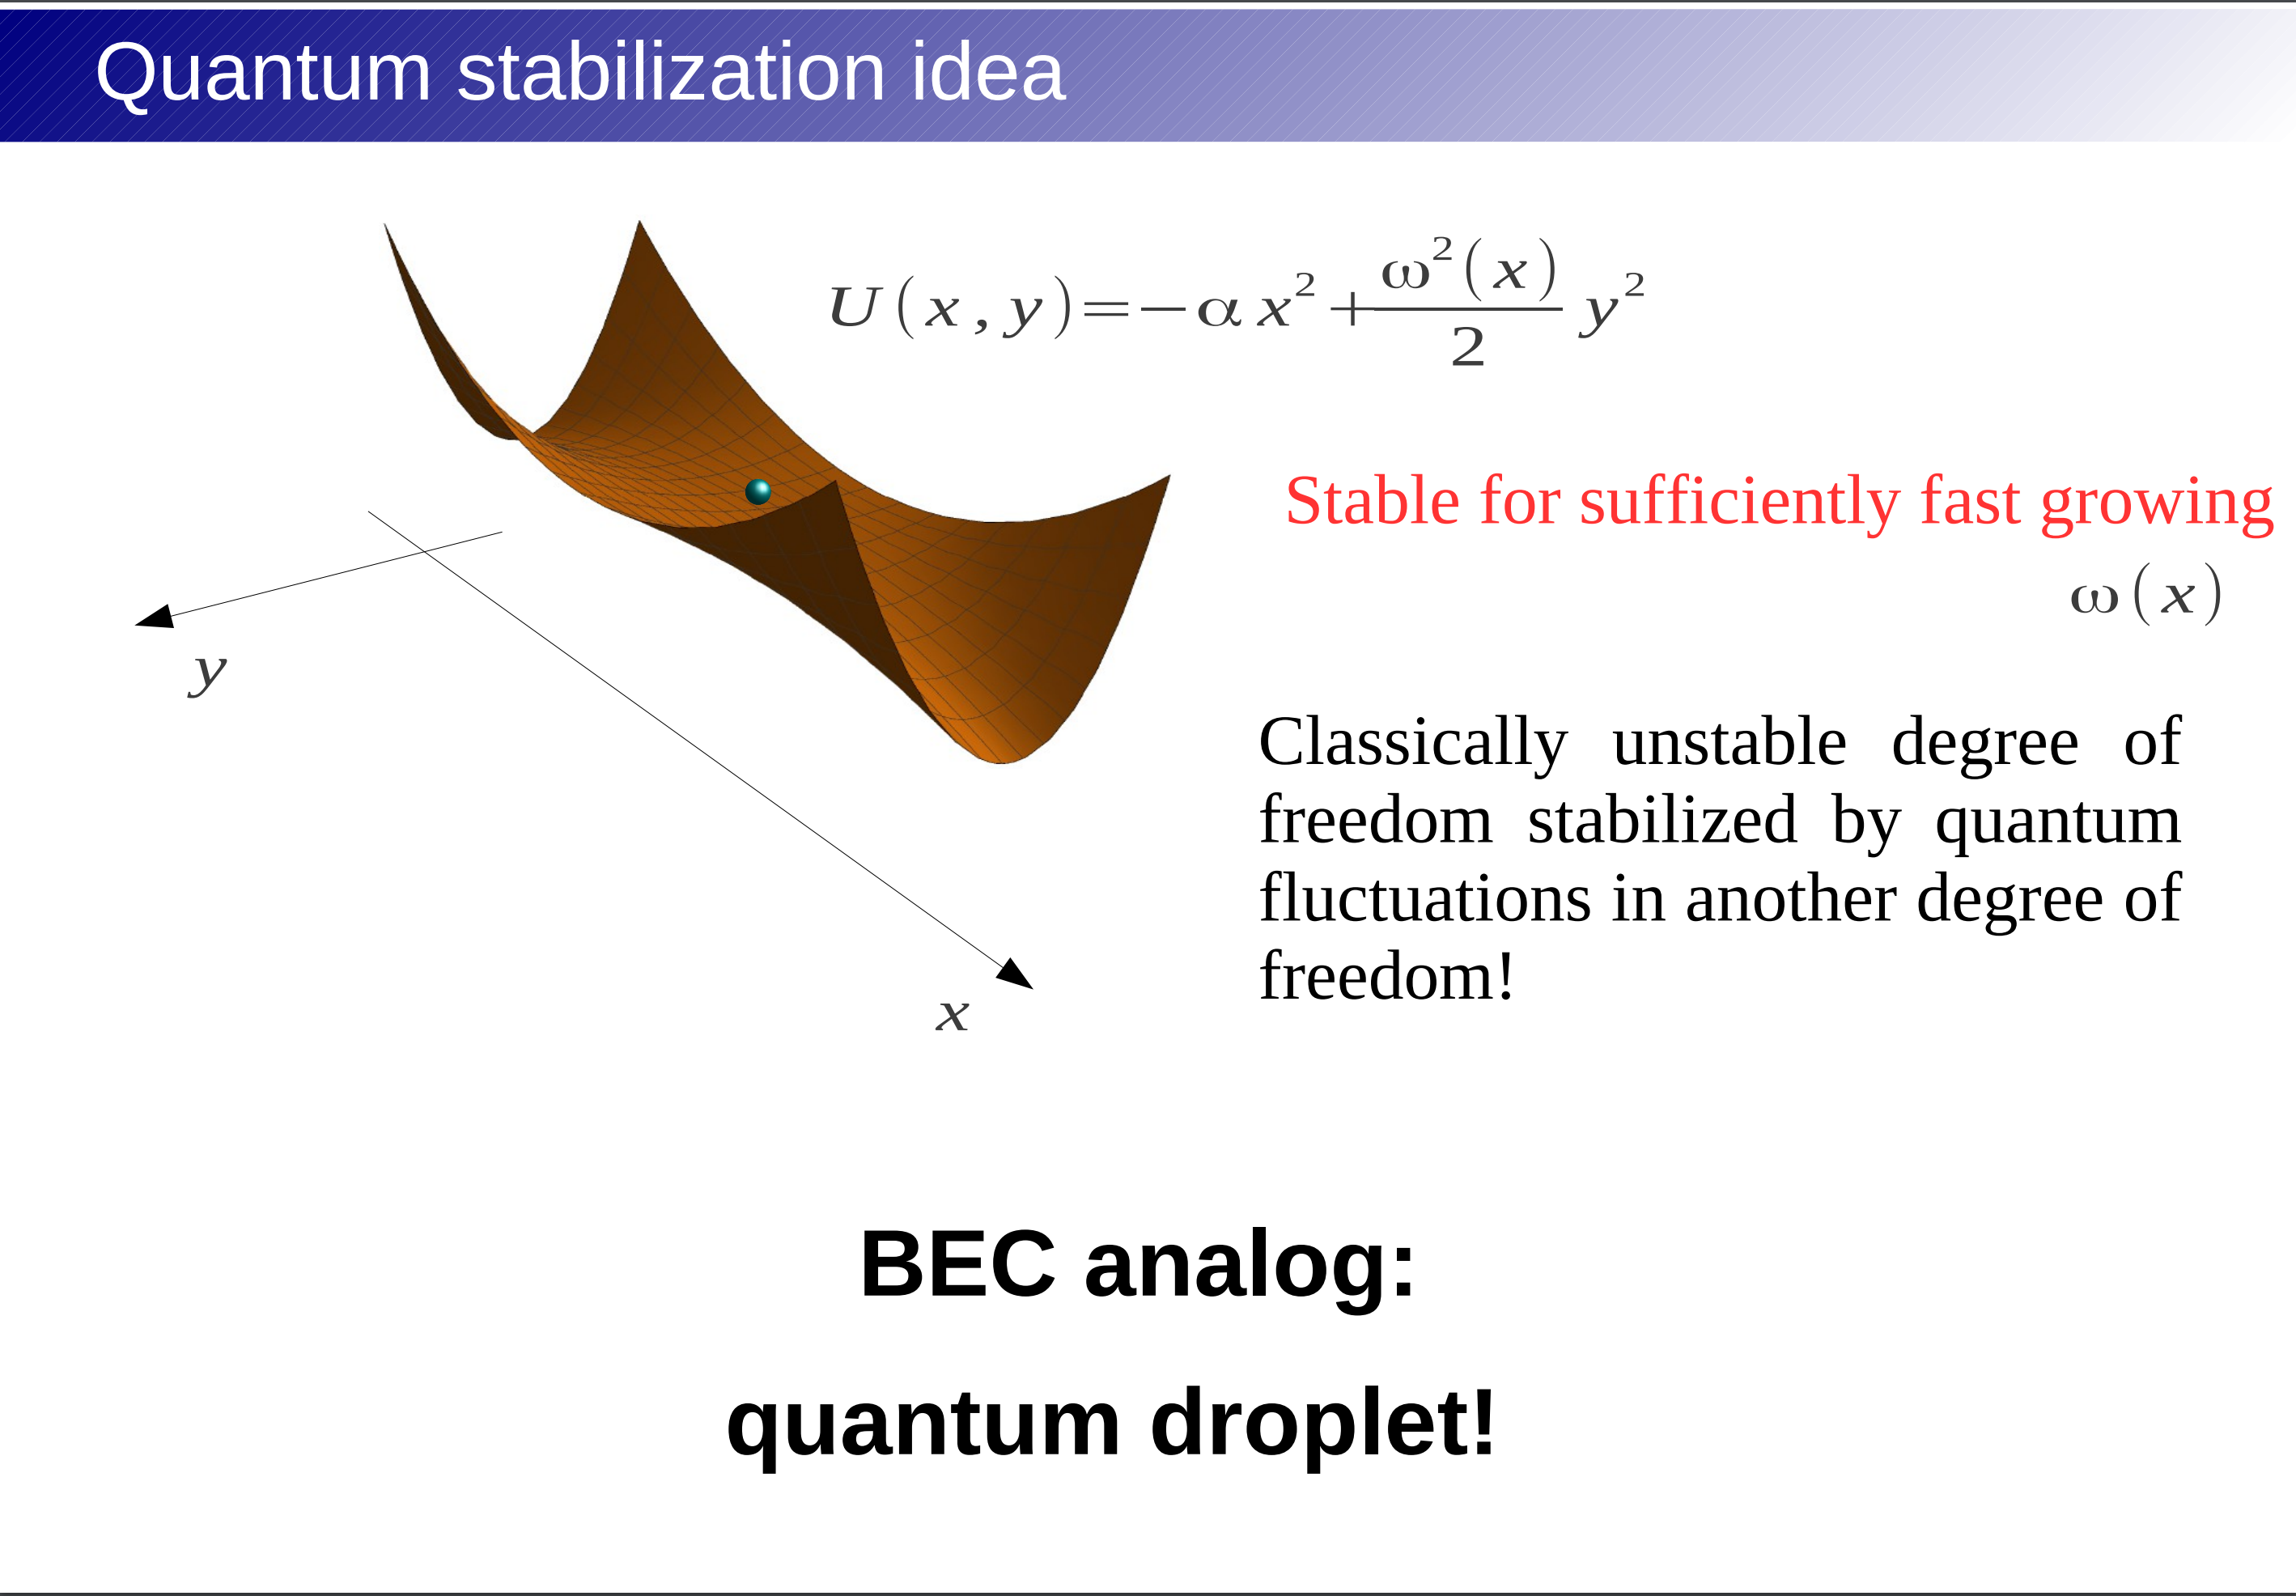 Quantum stabilization idea
U(x, y)=−α x² + ω²(x)/2 y²
Stable for sufficiently fast growing
ω(x)
y
Classically unstable degree of
freedom stabilized by quantum
fluctuations in another degree of
freedom!
x
BEC analog:
quantum droplet!